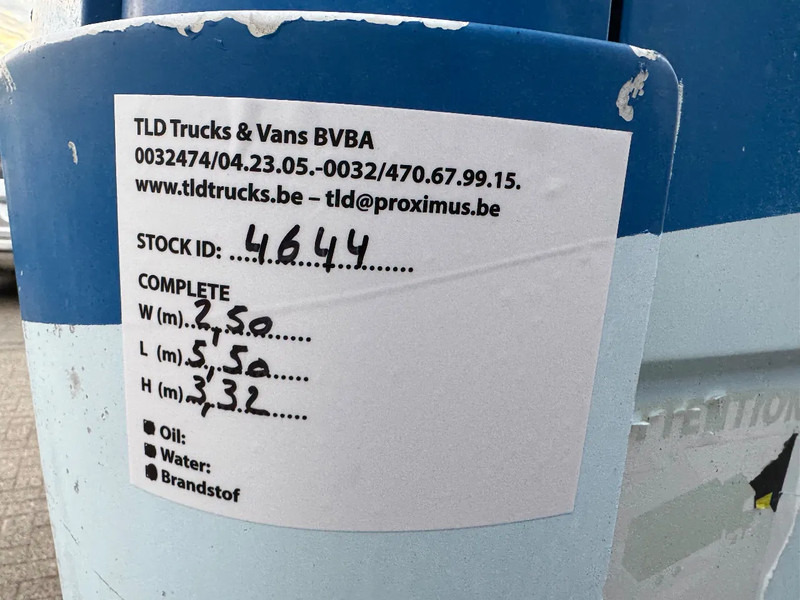 TLD Trucks & Vans BVBA
0032474/04.23.05.-0032/470.67.99.15.
www.tldtrucks.be – tld@proximus.be
STOCK ID: 4644
COMPLETE
W (m) 2,50
L (m) 5,50
H (m) 3,32
Oil:
Water:
Brandstof
ATTENTION